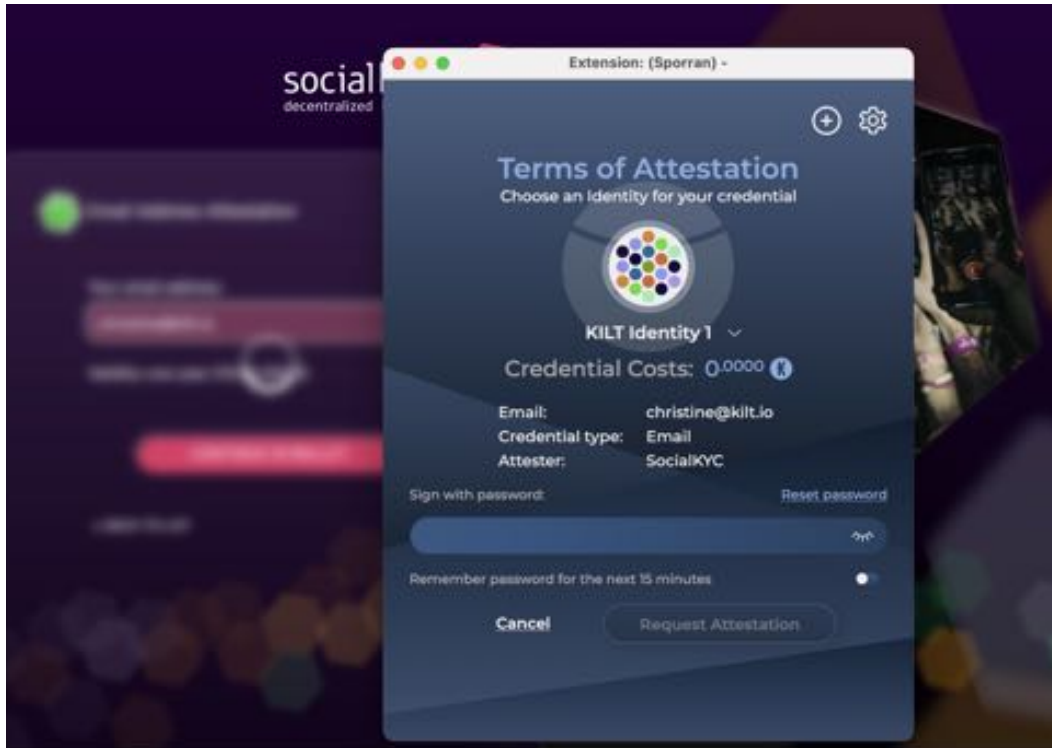 social
decentralized
Extension: (Sporran) -
Terms of Attestation
Choose an Identity for your credential
KILT Identity 1
Credential Costs: 0.0000 K
Email: christine@kilt.io
Credential type: Email
Attester: SocialKYC
Sign with password: Reset password
Remember password for the next 15 minutes
Cancel Request Attestation